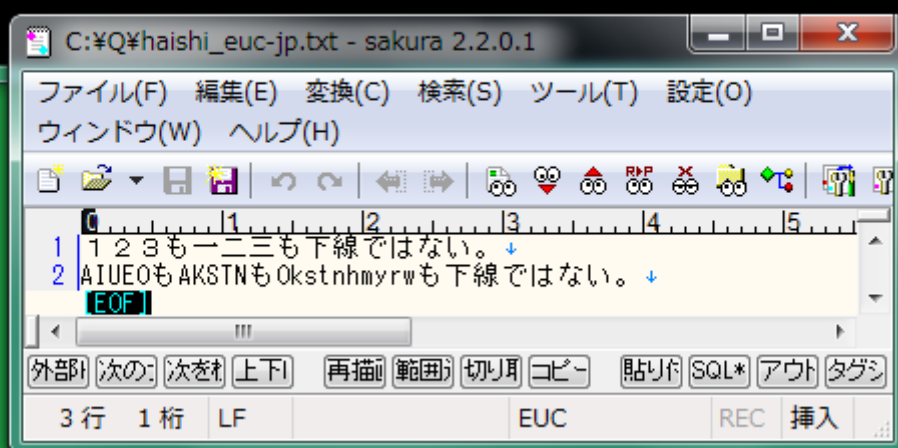 C:¥Q¥haishi_euc-jp.txt - sakura 2.2.0.1
ファイル(F) 編集(E) 変換(C) 検索(S) ツール(T) 設定(O)
ウィンドウ(W) ヘルプ(H)
0 1 2 3 4 5
1 １２３も一二三も下線ではない。↓
2 AIUEOもAKSTNもOkstnhmyrwも下線ではない。↓
[EOF]
外部 次の 次を 上下 再描 範囲 切り コピー 貼り SQL* アウト タグジ
3 行 1 桁 LF EUC REC 挿入